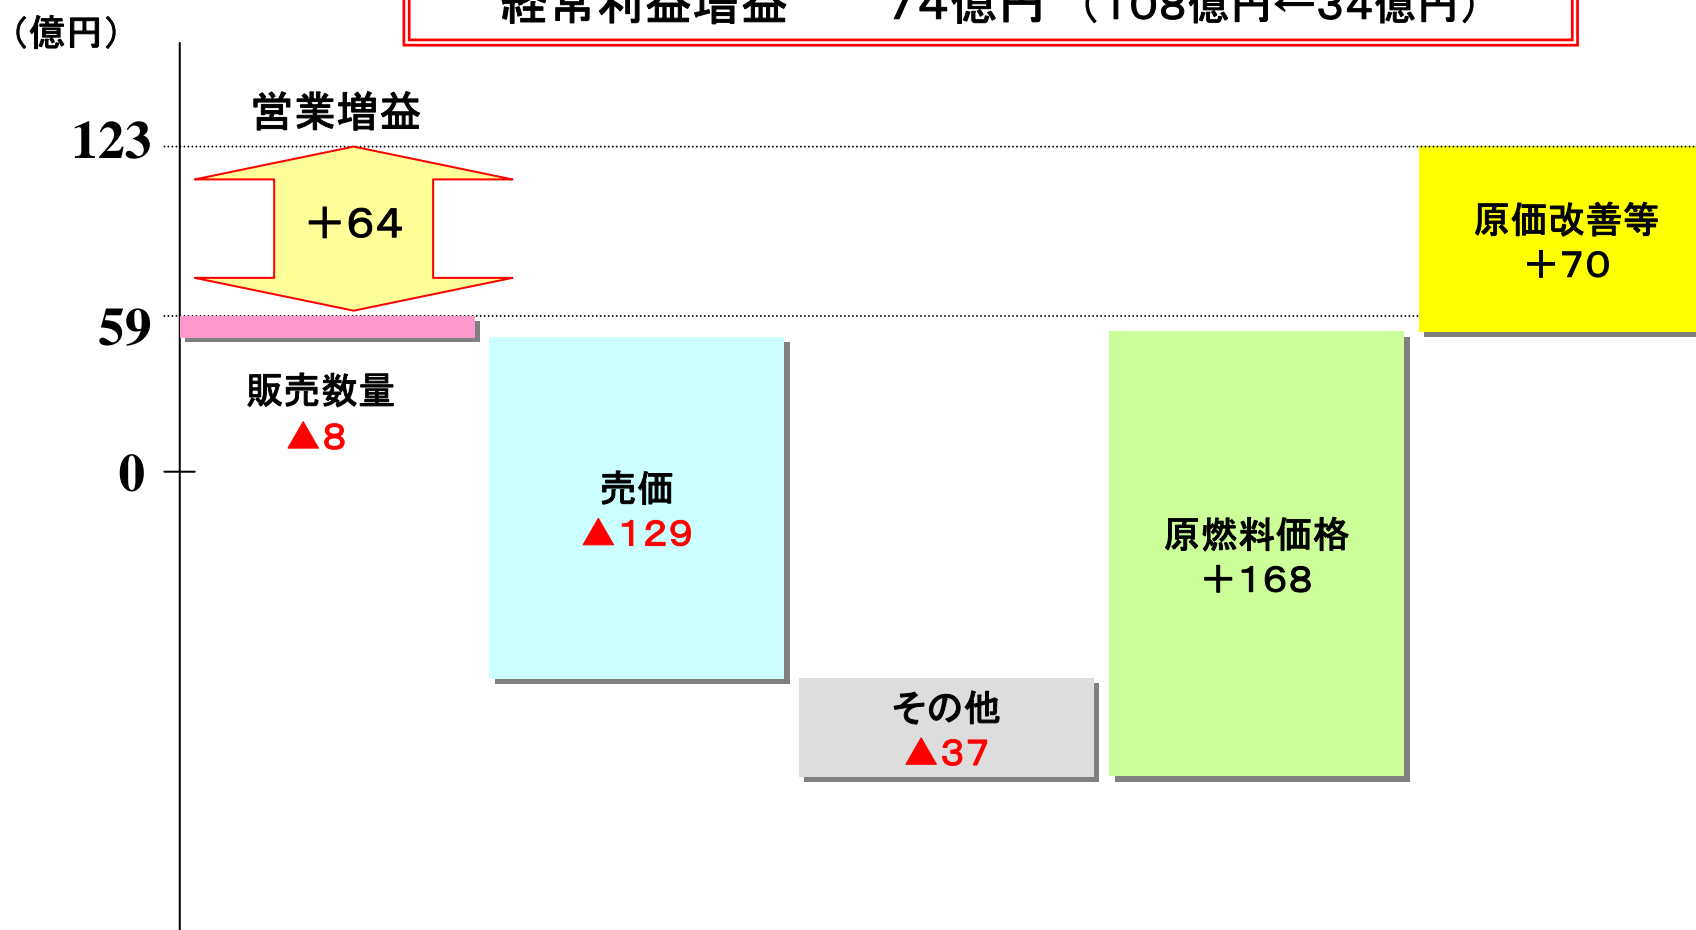 経常利益増益　　74億円（108億円←34億円）
（億円）
営業増益
123
＋64
原価改善等
＋70
59
販売数量
▲8
0
売価
▲129
原燃料価格
＋168
その他
▲37